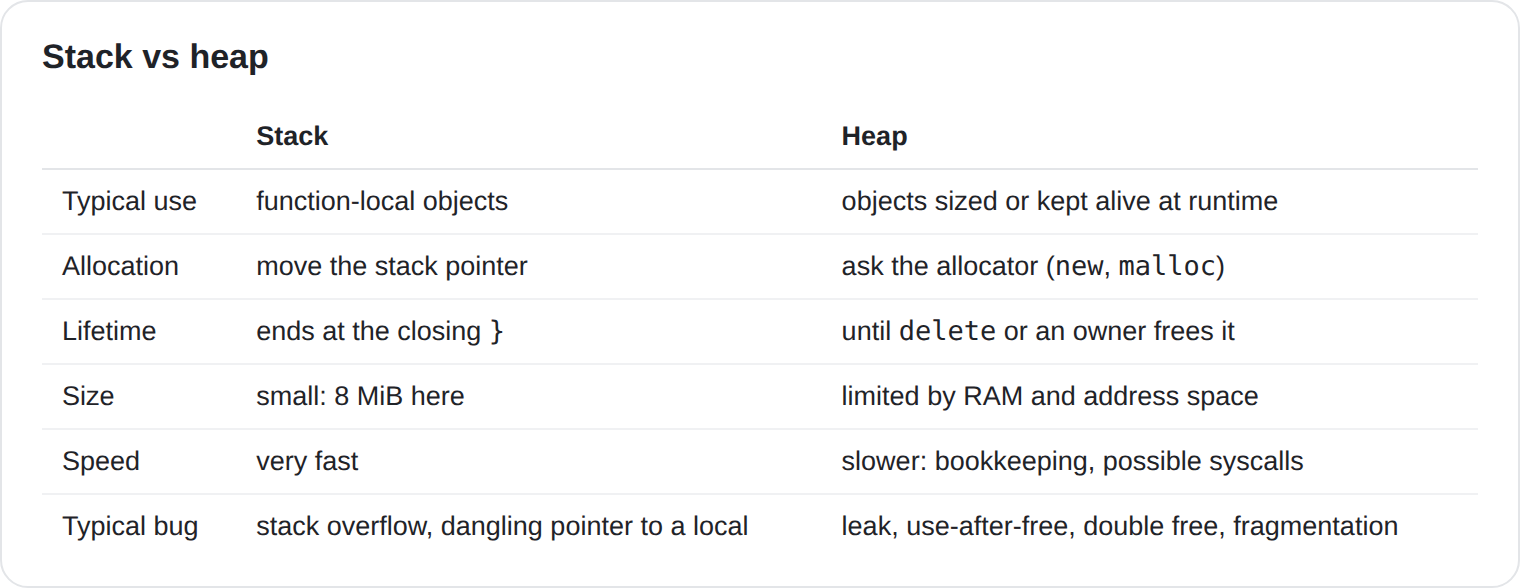 Stack vs heap
Stack Heap
Typical use function-local objects objects sized or kept alive at runtime
Allocation move the stack pointer ask the allocator (new, malloc)
Lifetime ends at the closing } until delete or an owner frees it
Size small: 8 MiB here limited by RAM and address space
Speed very fast slower: bookkeeping, possible syscalls
Typical bug stack overflow, dangling pointer to a local leak, use-after-free, double free, fragmentation